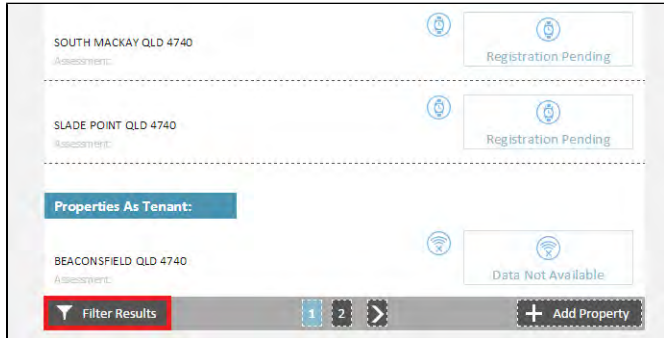 SOUTH MACKAY QLD 4740
Assessment:
Registration Pending
SLADE POINT QLD 4740
Assessment:
Registration Pending
Properties As Tenant:
BEACONSFIELD QLD 4740
Assessment:
Data Not Available
Filter Results
1 2
Add Property